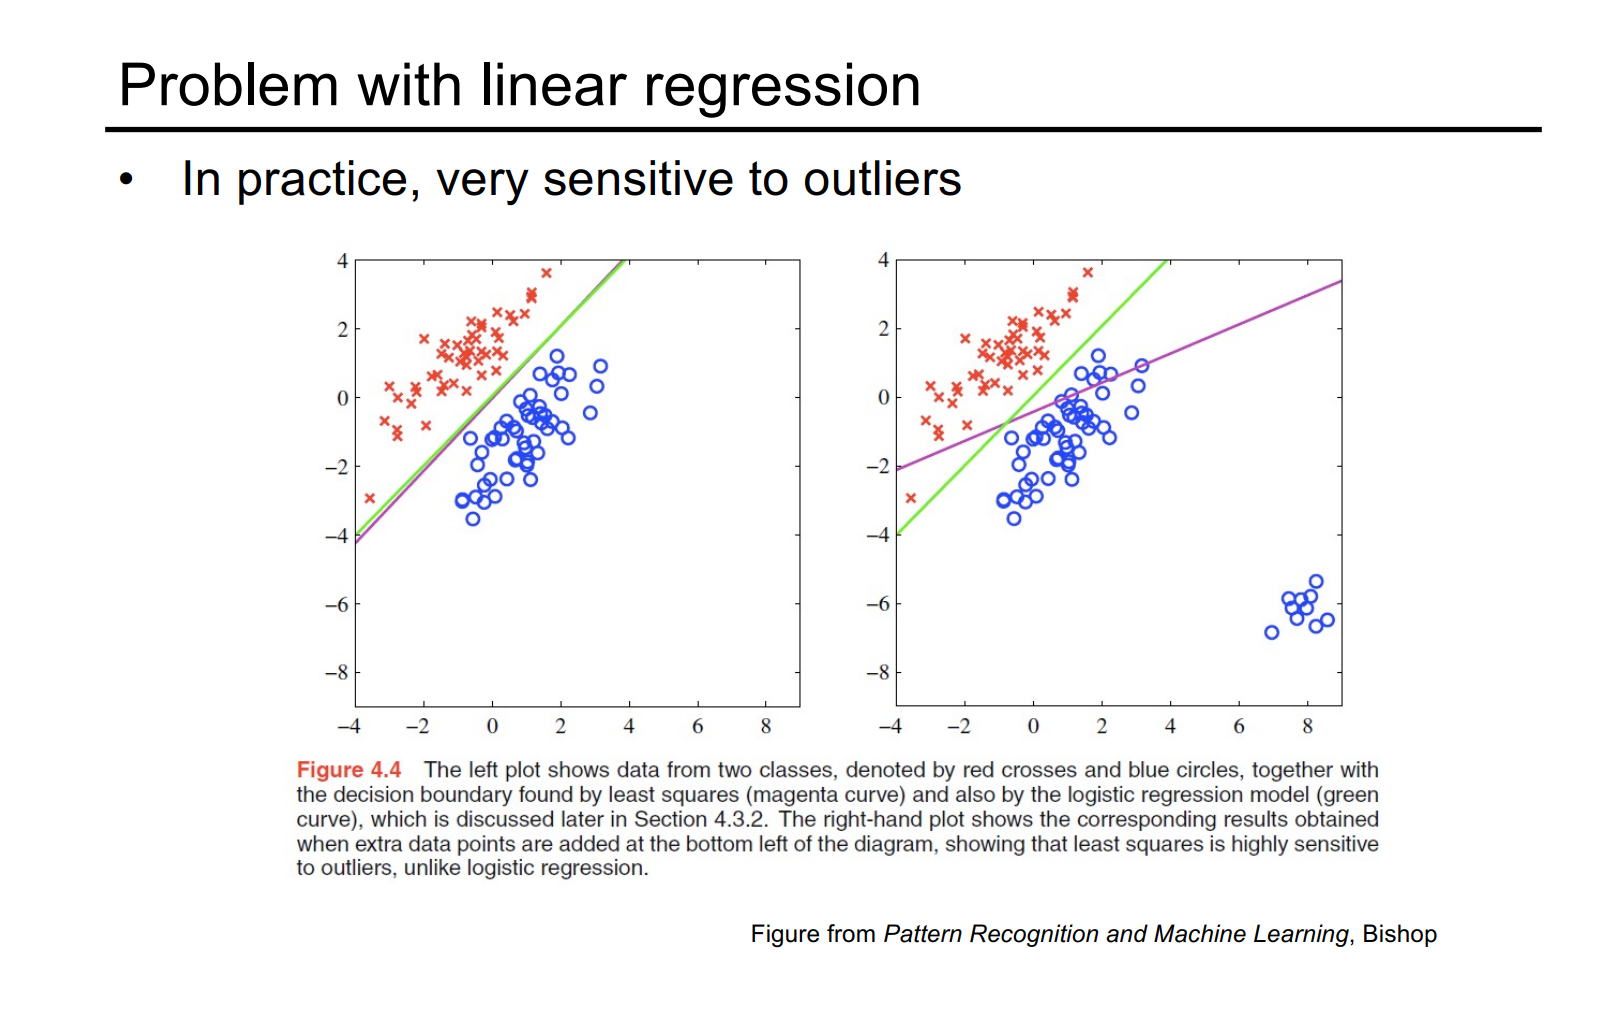 Problem with linear regression
• In practice, very sensitive to outliers
4
2
0
−2
−4
−6
−8
−4 −2 0 2 4 6 8
4
2
0
−2
−4
−6
−8
−4 −2 0 2 4 6 8
Figure 4.4 The left plot shows data from two classes, denoted by red crosses and blue circles, together with
the decision boundary found by least squares (magenta curve) and also by the logistic regression model (green
curve), which is discussed later in Section 4.3.2. The right-hand plot shows the corresponding results obtained
when extra data points are added at the bottom left of the diagram, showing that least squares is highly sensitive
to outliers, unlike logistic regression.
Figure from Pattern Recognition and Machine Learning, Bishop